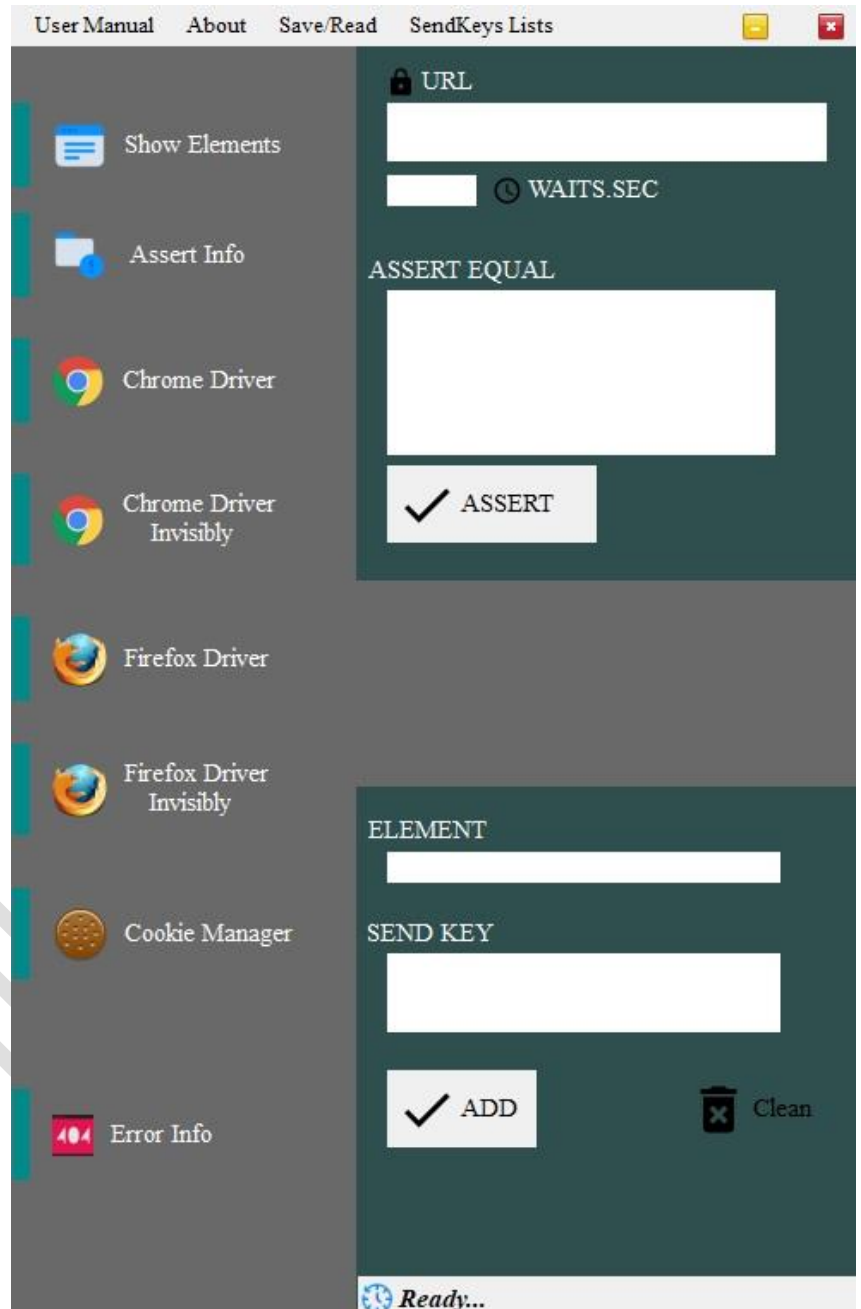 User Manual About Save/Read SendKeys Lists
URL
WAITS.SEC
ASSERT EQUAL
ASSERT
Show Elements
Assert Info
Chrome Driver
Chrome Driver
Invisibly
Firefox Driver
Firefox Driver
Invisibly
Cookie Manager
404
Error Info
ELEMENT
SEND KEY
ADD
Clean
Ready...